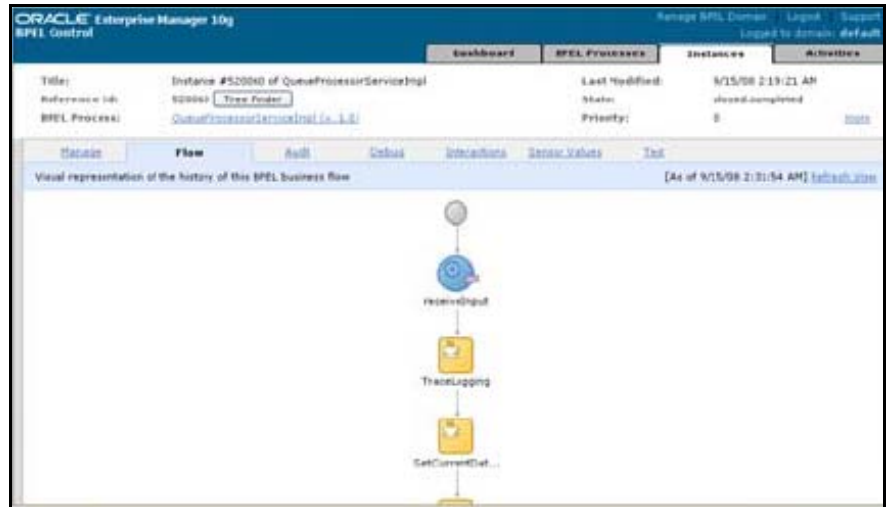 ORACLE Enterprise Manager 10g
BPEL Control
Manage BPEL Domain Logout Support
Logged to domain: default
Dashboard BPEL Processes Instances Activities
Title: Instance #520060 of QueueProcessorServiceImpl Last Modified: 9/15/08 2:19:21 AM
Reference Id: 520060 Tree Finder State: closed.completed
BPEL Process: QueueProcessorServiceImpl (v. 1.0) Priority: more
Manage Flow Audit Debug Interactions Sensor Values Test
Visual representation of the history of this BPEL business flow [As of 9/15/08 2:31:54 AM] Refresh View
receiveInput
TraceLogging
SetCurrentDat...